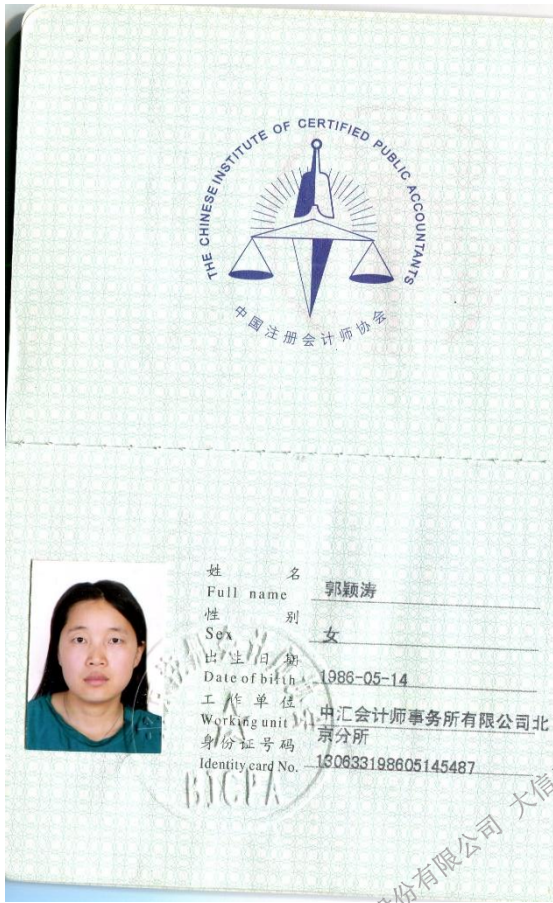 THE CHINESE INSTITUTE OF CERTIFIED PUBLIC ACCOUNTANTS
中国注册会计师协会
姓 名
Full name 郭颖涛
性 别
Sex 女
出生日期
Date of birth 1986-05-14
工作单位
Working unit 中汇会计师事务所有限公司北
京分所
身份证号码
Identity card No. 130633198605145487
BICPA
份有限公司 大信